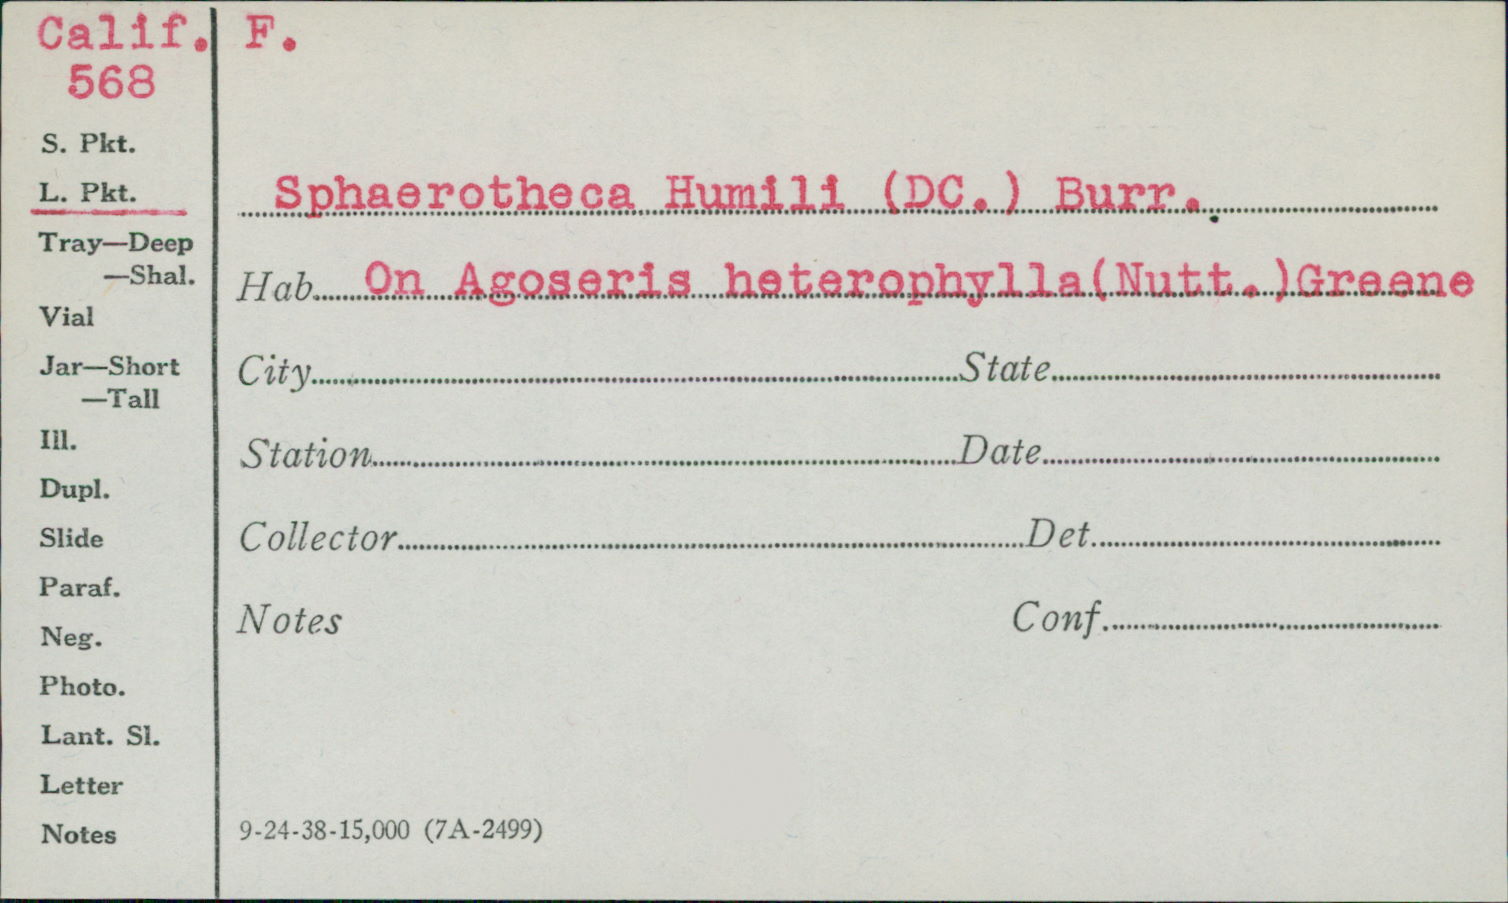 Calif. F.
568
S. Pkt.
L. Pkt.
Sphaerotheca Humili (DC.) Burr.
Tray—Deep
—Shal.
Hab. On Agoseris heterophylla(Nutt.)Greene
Vial
Jar—Short
—Tall
City State
Ill.
Station Date
Dupl.
Slide
Collector Det.
Paraf.
Neg.
Notes Conf.
Photo.
Lant. Sl.
Letter
Notes
9-24-38-15,000 (7A-2499)